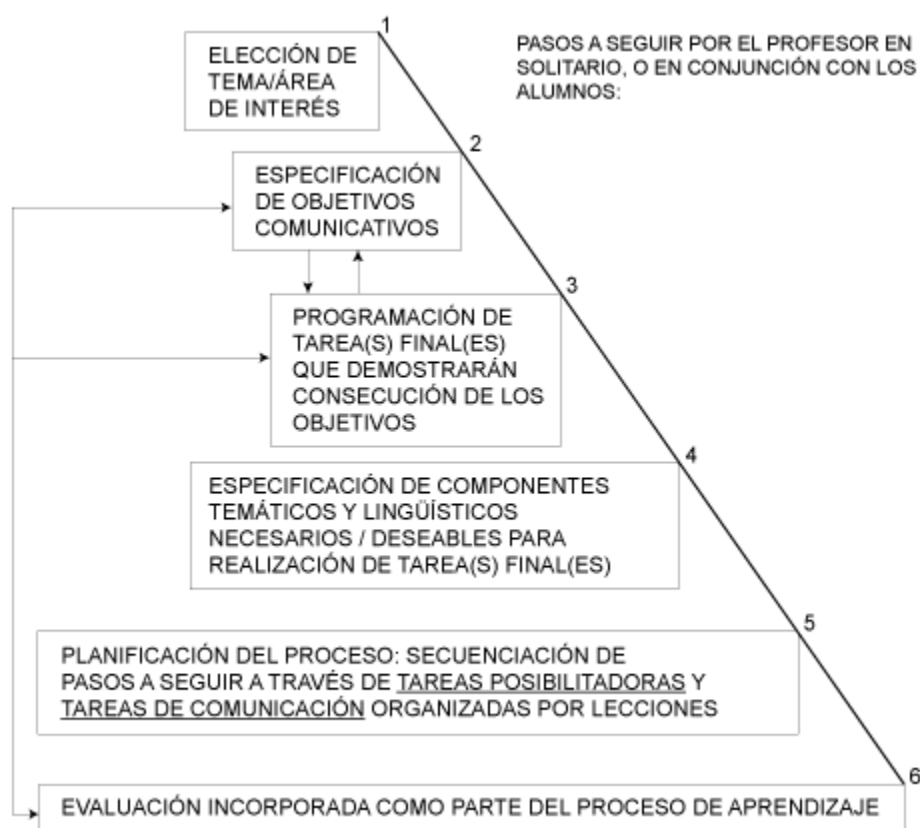 PASOS A SEGUIR POR EL PROFESOR EN
SOLITARIO, O EN CONJUNCIÓN CON LOS
ALUMNOS:
1
ELECCIÓN DE
TEMA/ÁREA
DE INTERÉS
2
ESPECIFICACIÓN
DE OBJETIVOS
COMUNICATIVOS
3
PROGRAMACIÓN DE
TAREA(S) FINAL(ES)
QUE DEMOSTRARÁN
CONSECUCIÓN DE LOS
OBJETIVOS
4
ESPECIFICACIÓN DE COMPONENTES
TEMÁTICOS Y LINGÜÍSTICOS
NECESARIOS / DESEABLES PARA
REALIZACIÓN DE TAREA(S) FINAL(ES)
5
PLANIFICACIÓN DEL PROCESO: SECUENCIACIÓN DE
PASOS A SEGUIR A TRAVÉS DE TAREAS POSIBILITADORAS Y
TAREAS DE COMUNICACIÓN ORGANIZADAS POR LECCIONES
6
EVALUACIÓN INCORPORADA COMO PARTE DEL PROCESO DE APRENDIZAJE